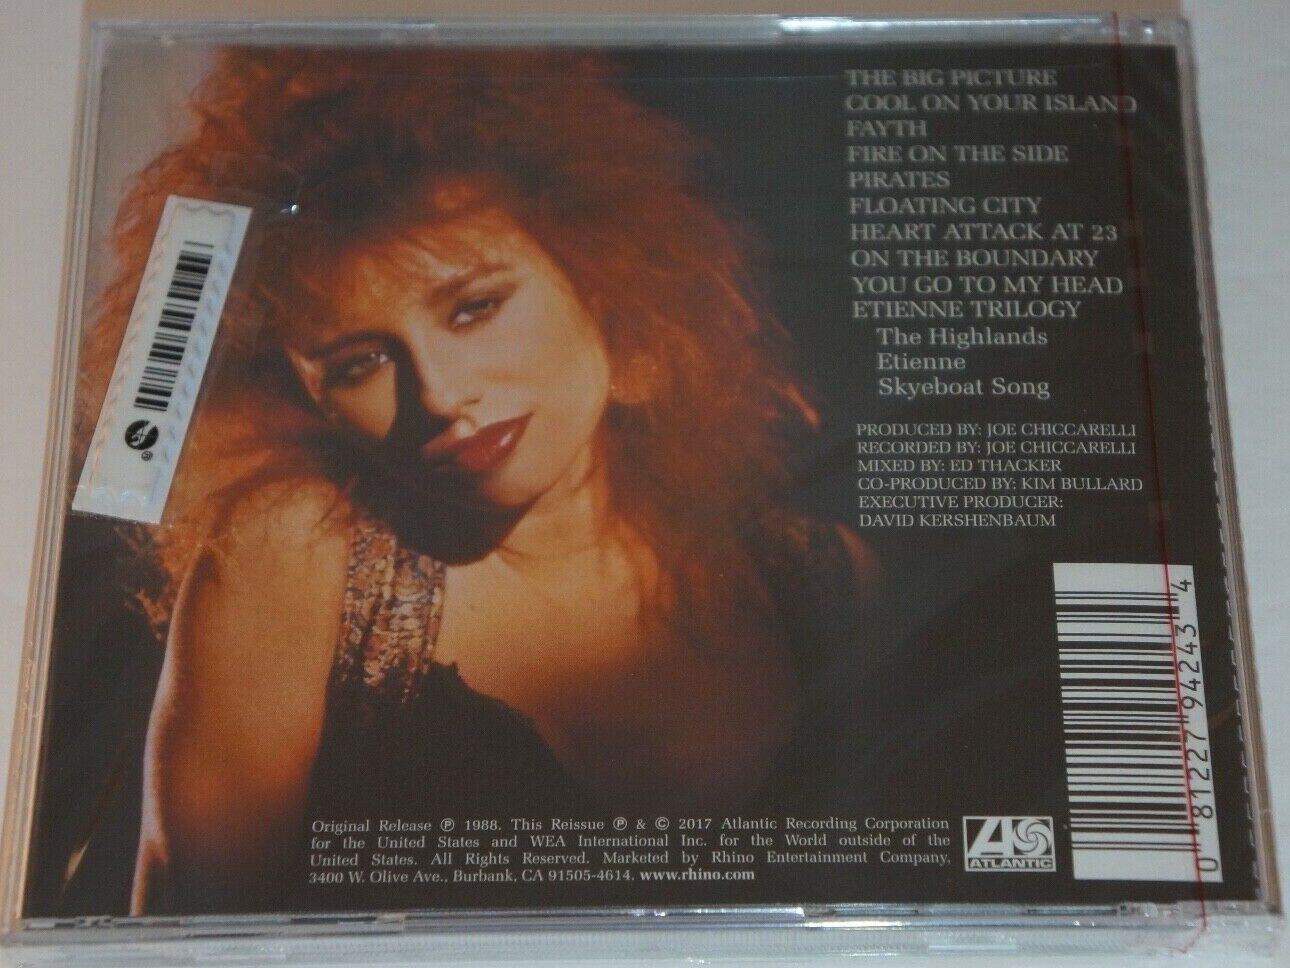 THE BIG PICTURE
COOL ON YOUR ISLAND
FAYTH
FIRE ON THE SIDE
PIRATES
FLOATING CITY
HEART ATTACK AT 23
ON THE BOUNDARY
YOU GO TO MY HEAD
ETIENNE TRILOGY
The Highlands
Etienne
Skyeboat Song
PRODUCED BY: JOE CHICCARELLI
RECORDED BY: JOE CHICCARELLI
MIXED BY: ED THACKER
CO-PRODUCED BY: KIM BULLARD
EXECUTIVE PRODUCER:
DAVID KERSHENBAUM
Original Release ℗ 1988. This Reissue ℗ & © 2017 Atlantic Recording Corporation
for the United States and WEA International Inc. for the World outside of the
United States. All Rights Reserved. Marketed by Rhino Entertainment Company,
3400 W. Olive Ave., Burbank, CA 91505-4614. www.rhino.com
ATLANTIC
0 81227 94243 4
®